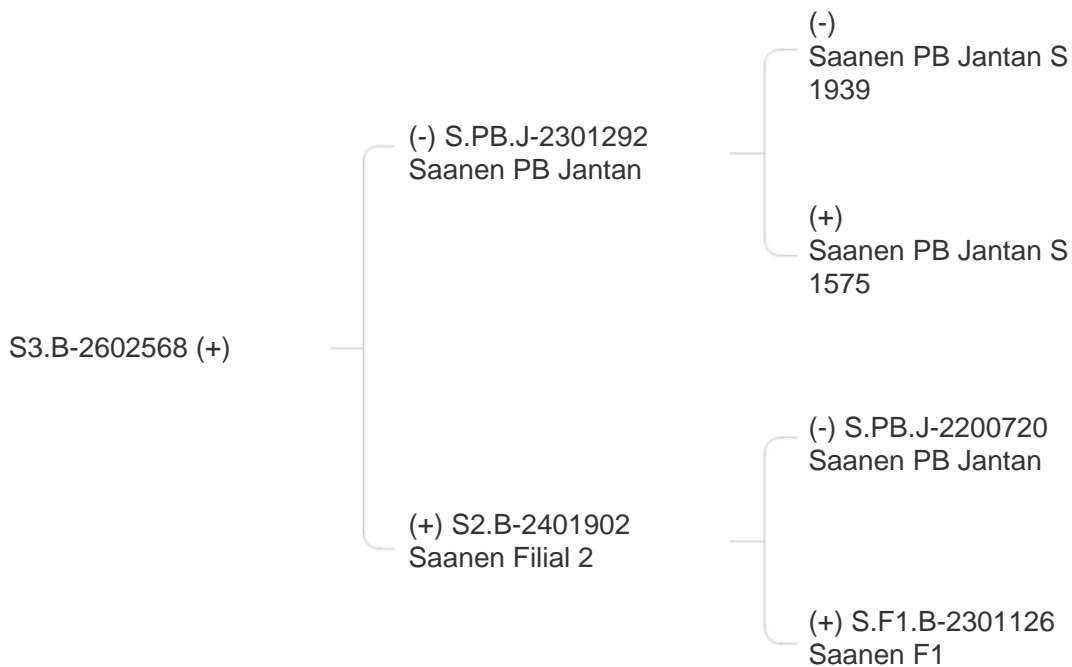 (-)
Saanen PB Jantan S
1939
(-) S.PB.J-2301292
Saanen PB Jantan
(+)
Saanen PB Jantan S
1575
S3.B-2602568 (+)
(-) S.PB.J-2200720
Saanen PB Jantan
(+) S2.B-2401902
Saanen Filial 2
(+) S.F1.B-2301126
Saanen F1